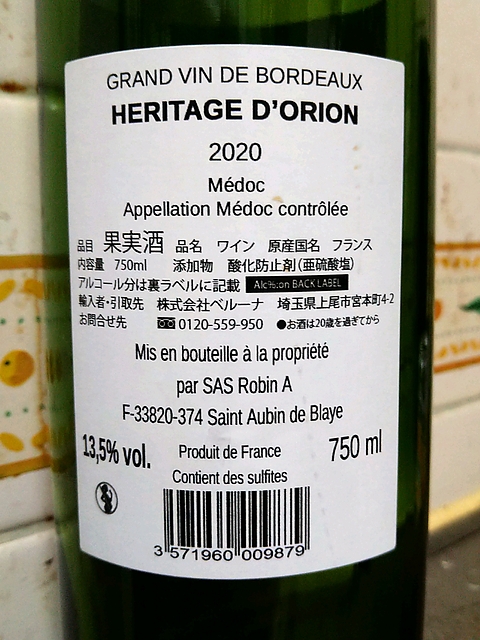 GRAND VIN DE BORDEAUX
HERITAGE D'ORION
2020
Médoc
Appellation Médoc contrôlée
品目 果実酒 品名 ワイン 原産国名 フランス
内容量 750ml 添加物 酸化防止剤(亜硫酸塩)
アルコール分は裏ラベルに記載 Alc%:on BACK LABEL
輸入者・引取先 株式会社ベルーナ 埼玉県上尾市宮本町4-2
お問合せ先 0120-559-950 ●お酒は20歳を過ぎてから
Mis en bouteille à la propriété
par SAS Robin A
F-33820-374 Saint Aubin de Blaye
13,5% vol. Produit de France 750 ml
Contient des sulfites
3 571960 009879